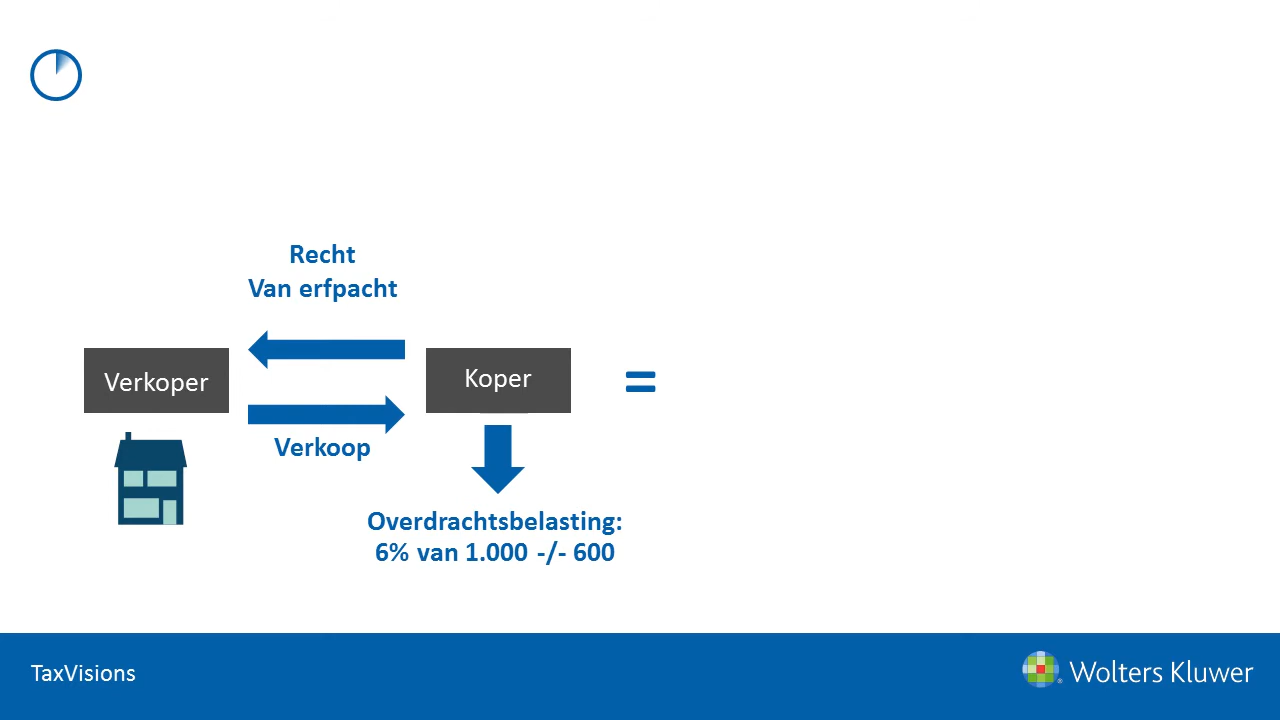 Recht
Van erfpacht
Verkoper
Koper
=
Verkoop
Overdrachtsbelasting:
6% van 1.000 -/- 600
TaxVisions
Wolters Kluwer